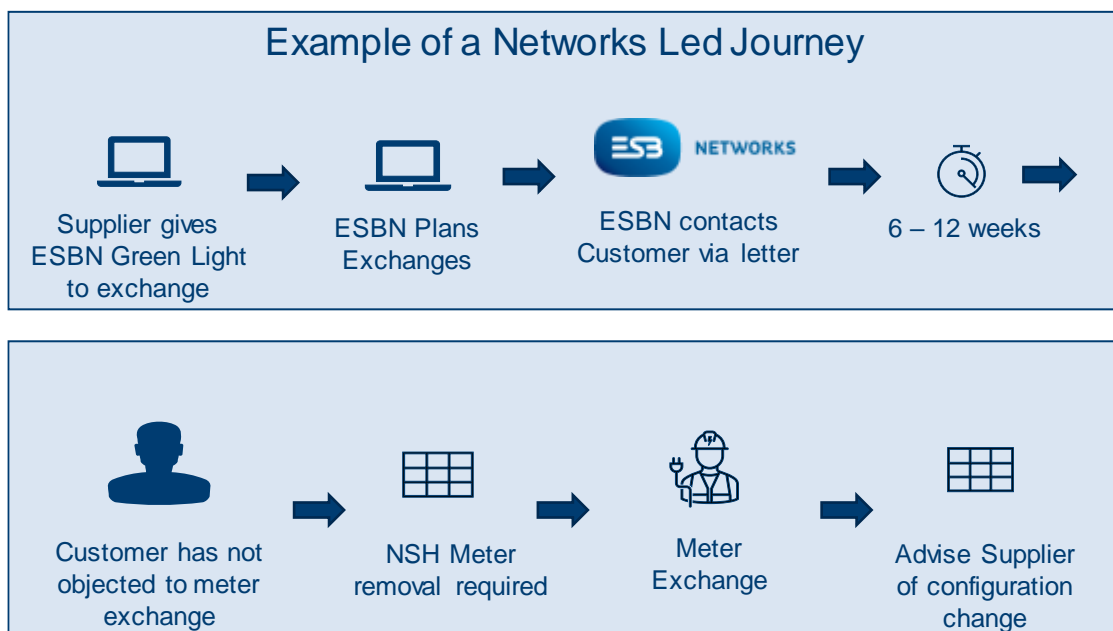 Example of a Networks Led Journey
Supplier gives
ESBN Green Light
to exchange
ESBN Plans
Exchanges
ESB NETWORKS
ESBN contacts
Customer via letter
6 – 12 weeks
Customer has not
objected to meter
exchange
NSH Meter
removal required
Meter
Exchange
Advise Supplier
of configuration
change